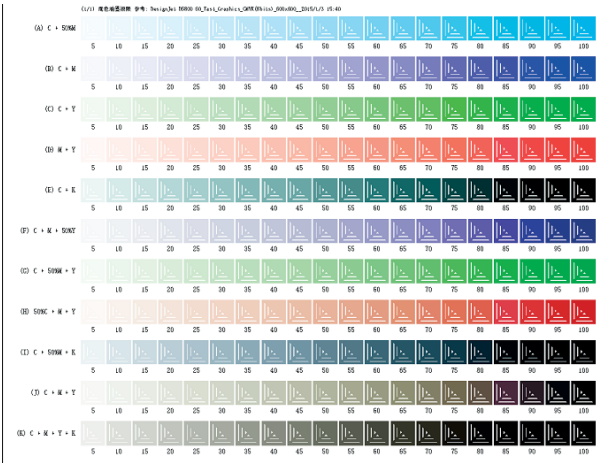 (A) C + 50%M
5 10 15 20 25 30 35 40 45 50 55 60 65 70 75 80 85 90 95 100
(B) C + M
5 10 15 20 25 30 35 40 45 50 55 60 65 70 75 80 85 90 95 100
(C) C + Y
5 10 15 20 25 30 35 40 45 50 55 60 65 70 75 80 85 90 95 100
(D) M + Y
5 10 15 20 25 30 35 40 45 50 55 60 65 70 75 80 85 90 95 100
(E) C + K
5 10 15 20 25 30 35 40 45 50 55 60 65 70 75 80 85 90 95 100
(F) C + M + 50%Y
5 10 15 20 25 30 35 40 45 50 55 60 65 70 75 80 85 90 95 100
(G) C + 50%M + Y
5 10 15 20 25 30 35 40 45 50 55 60 65 70 75 80 85 90 95 100
(H) 50%C + M + Y
5 10 15 20 25 30 35 40 45 50 55 60 65 70 75 80 85 90 95 100
(I) C + 50%M + K
5 10 15 20 25 30 35 40 45 50 55 60 65 70 75 80 85 90 95 100
(J) C + M + Y
5 10 15 20 25 30 35 40 45 50 55 60 65 70 75 80 85 90 95 100
(K) C + M + Y + K
5 10 15 20 25 30 35 40 45 50 55 60 65 70 75 80 85 90 95 100